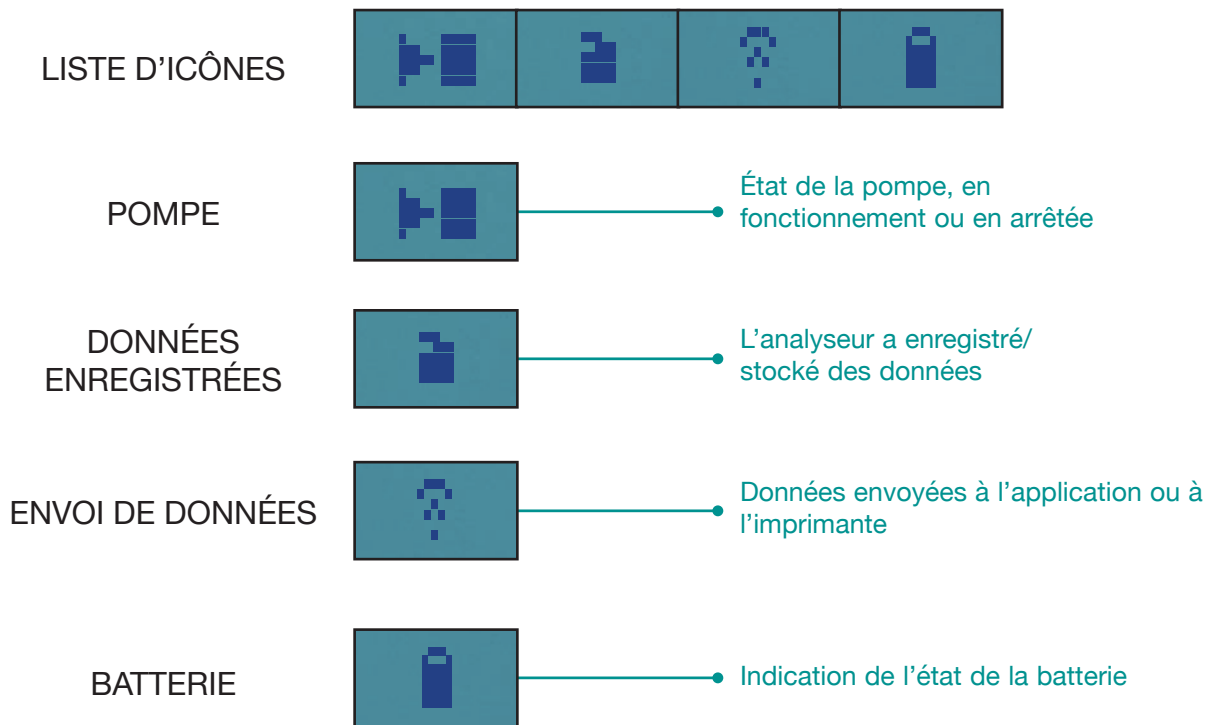 LISTE D’ICÔNES
POMPE
État de la pompe, en
fonctionnement ou en arrêtée
DONNÉES
ENREGISTRÉES
L’analyseur a enregistré/
stocké des données
ENVOI DE DONNÉES
Données envoyées à l’application ou à
l’imprimante
BATTERIE
Indication de l’état de la batterie